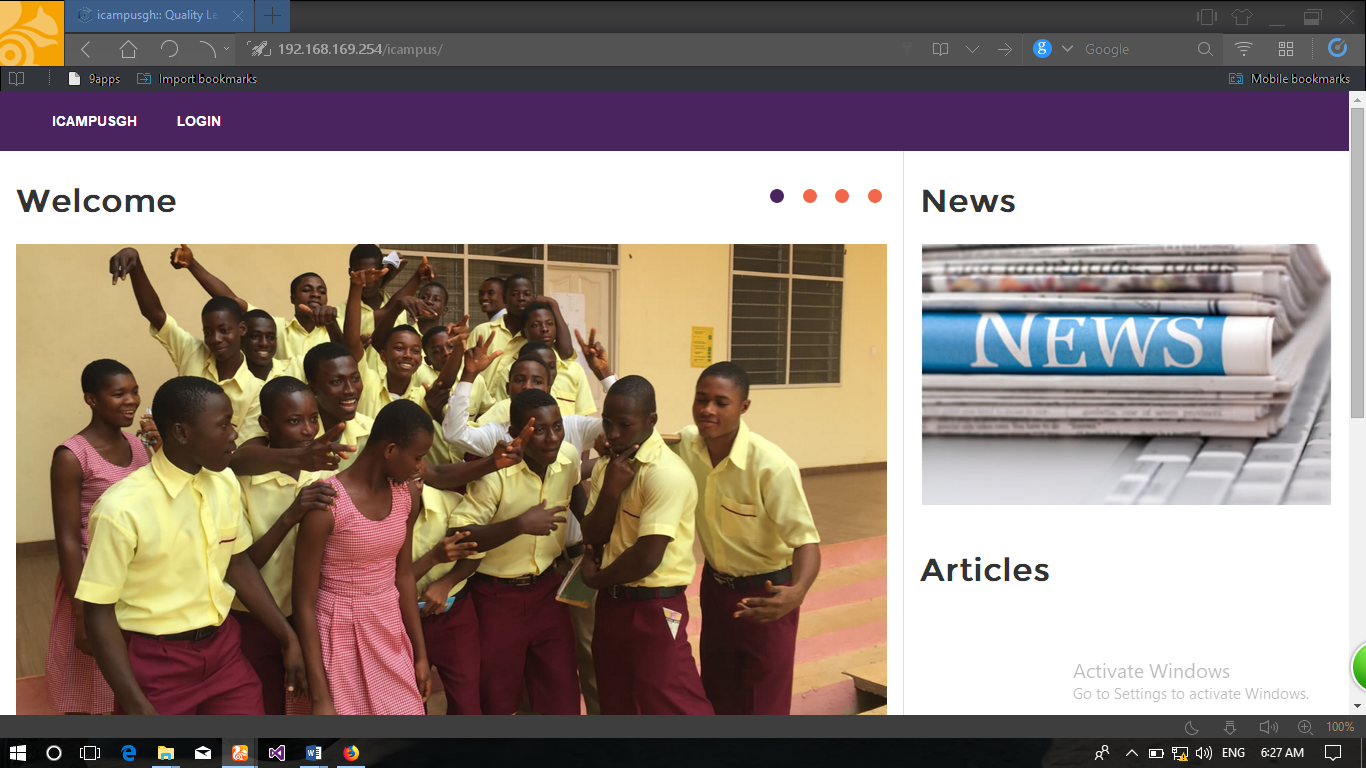 icampusgh:: Quality Le
192.168.169.254/icampus/
g Google
9apps
Import bookmarks
Mobile bookmarks
ICAMPUSGH
LOGIN
Welcome
News
NEWS
Articles
Activate Windows
Go to Settings to activate Windows.
100%
ENG
6:27 AM